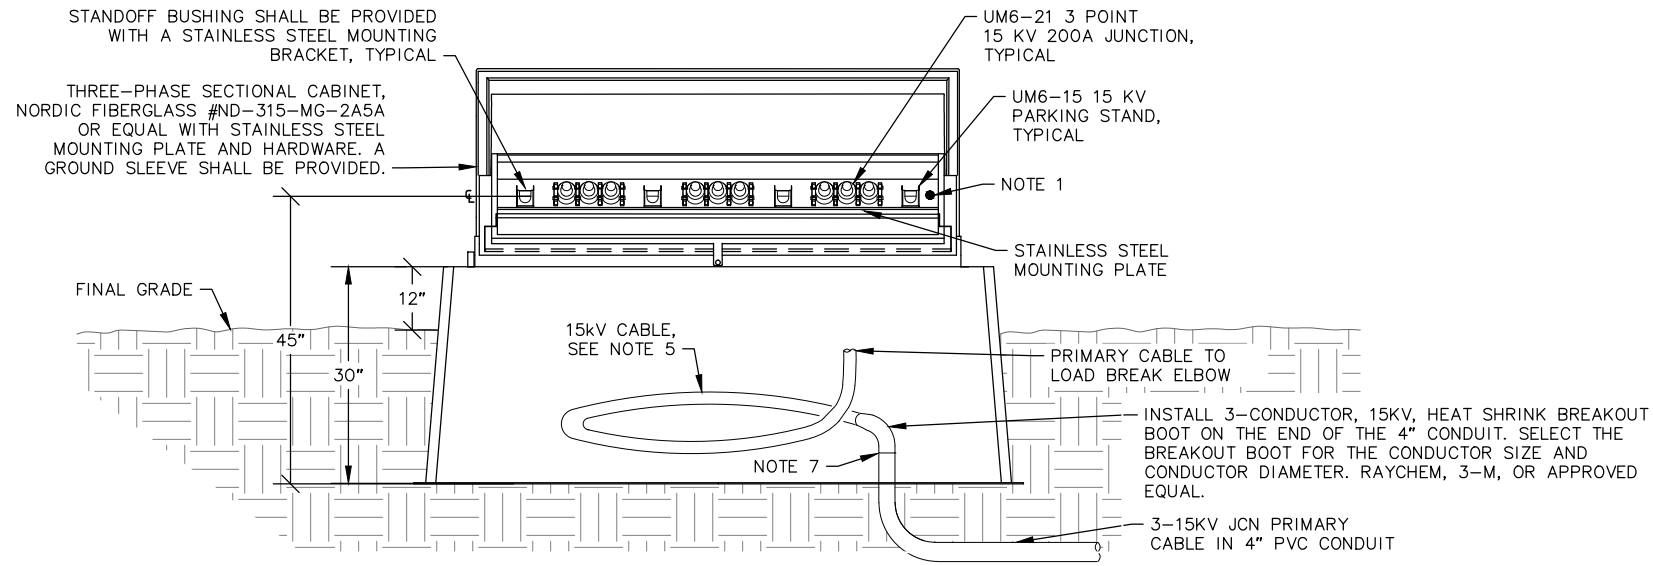 STANDOFF BUSHING SHALL BE PROVIDED
WITH A STAINLESS STEEL MOUNTING
BRACKET, TYPICAL
THREE-PHASE SECTIONAL CABINET,
NORDIC FIBERGLASS #ND-315-MG-2A5A
OR EQUAL WITH STAINLESS STEEL
MOUNTING PLATE AND HARDWARE. A
GROUND SLEEVE SHALL BE PROVIDED.
UM6-21 3 POINT
15 KV 200A JUNCTION,
TYPICAL
UM6-15 15 KV
PARKING STAND,
TYPICAL
NOTE 1
STAINLESS STEEL
MOUNTING PLATE
FINAL GRADE
12"
45"
30"
15kV CABLE,
SEE NOTE 5
PRIMARY CABLE TO
LOAD BREAK ELBOW
INSTALL 3-CONDUCTOR, 15KV, HEAT SHRINK BREAKOUT
BOOT ON THE END OF THE 4" CONDUIT. SELECT THE
BREAKOUT BOOT FOR THE CONDUCTOR SIZE AND
CONDUCTOR DIAMETER. RAYCHEM, 3-M, OR APPROVED
EQUAL.
NOTE 7
3-15KV JCN PRIMARY
CABLE IN 4" PVC CONDUIT